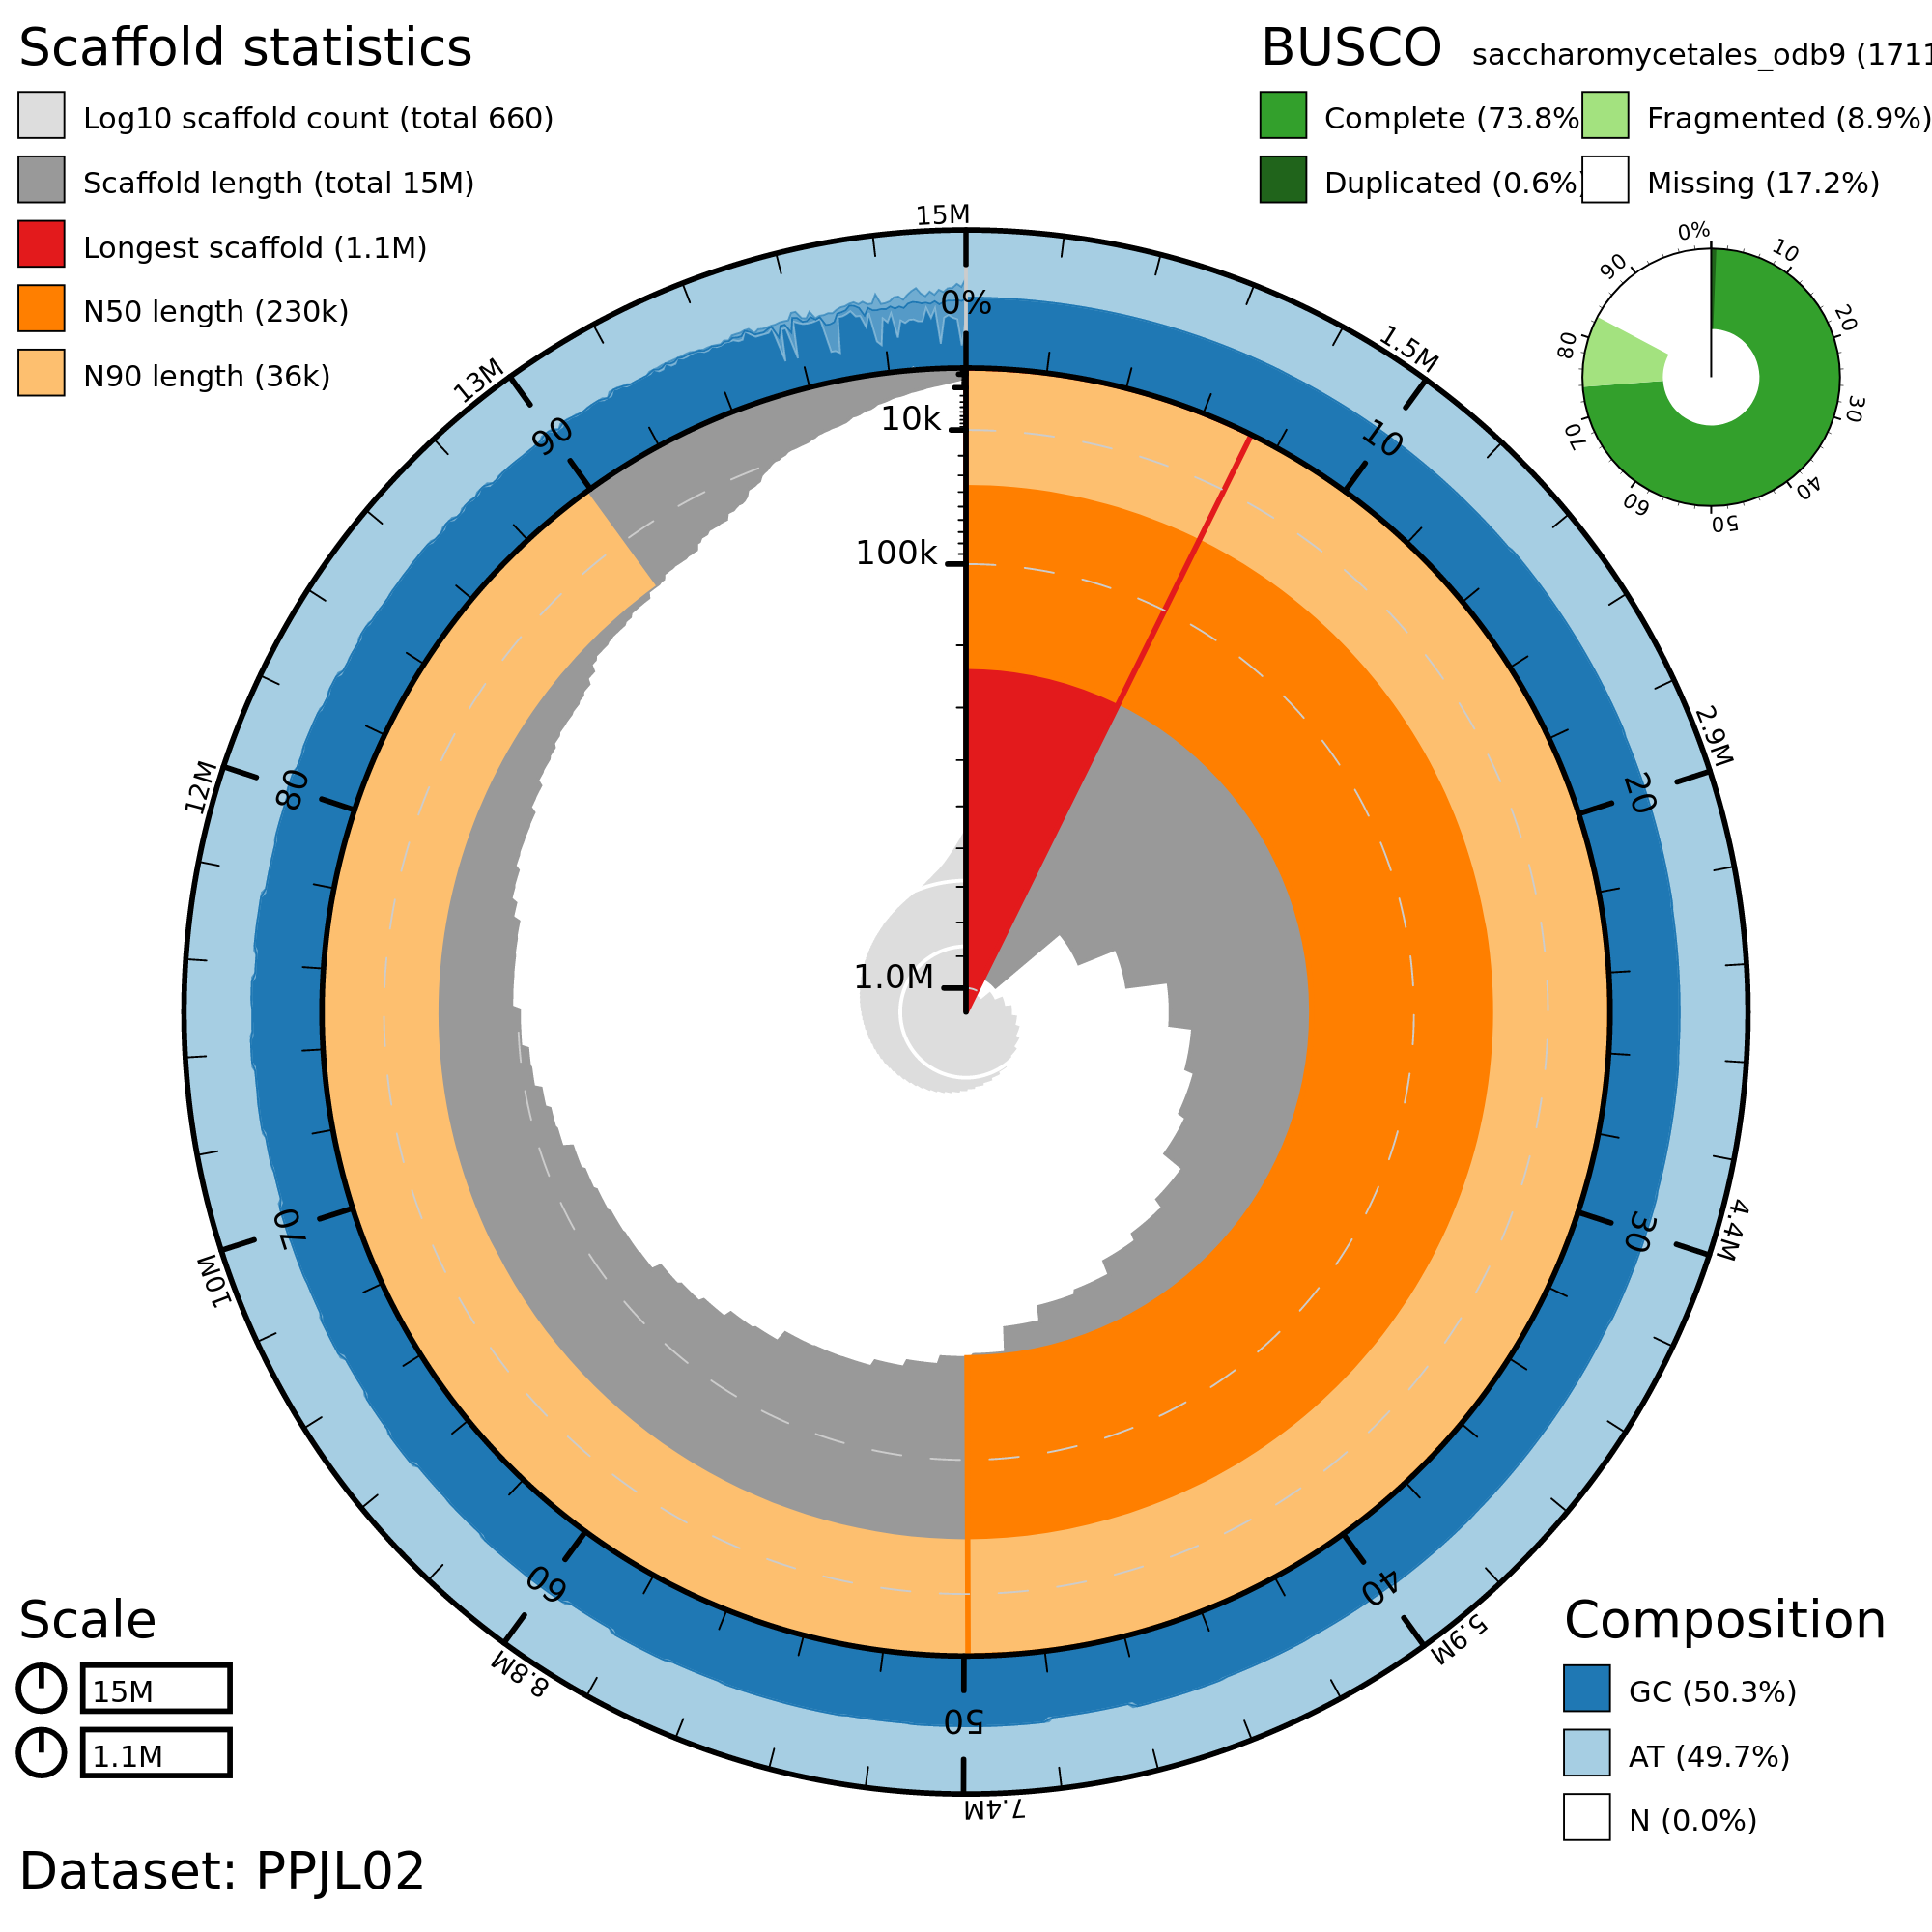 Scaffold statistics
Log10 scaffold count (total 660)
Scaffold length (total 15M)
Longest scaffold (1.1M)
N50 length (230k)
N90 length (36k)
BUSCO saccharomycetales_odb9 (1711
Complete (73.8%
Fragmented (8.9%)
Duplicated (0.6%)
Missing (17.2%)
0%
10
20
30
40
50
60
70
80
90
15M
1.5M
2.9M
4.4M
5.9M
7.4M
8.8M
10M
12M
13M
0%
10
20
30
40
50
60
70
80
90
10k
100k
1.0M
Scale
15M
1.1M
Composition
GC (50.3%)
AT (49.7%)
N (0.0%)
Dataset: PPJL02